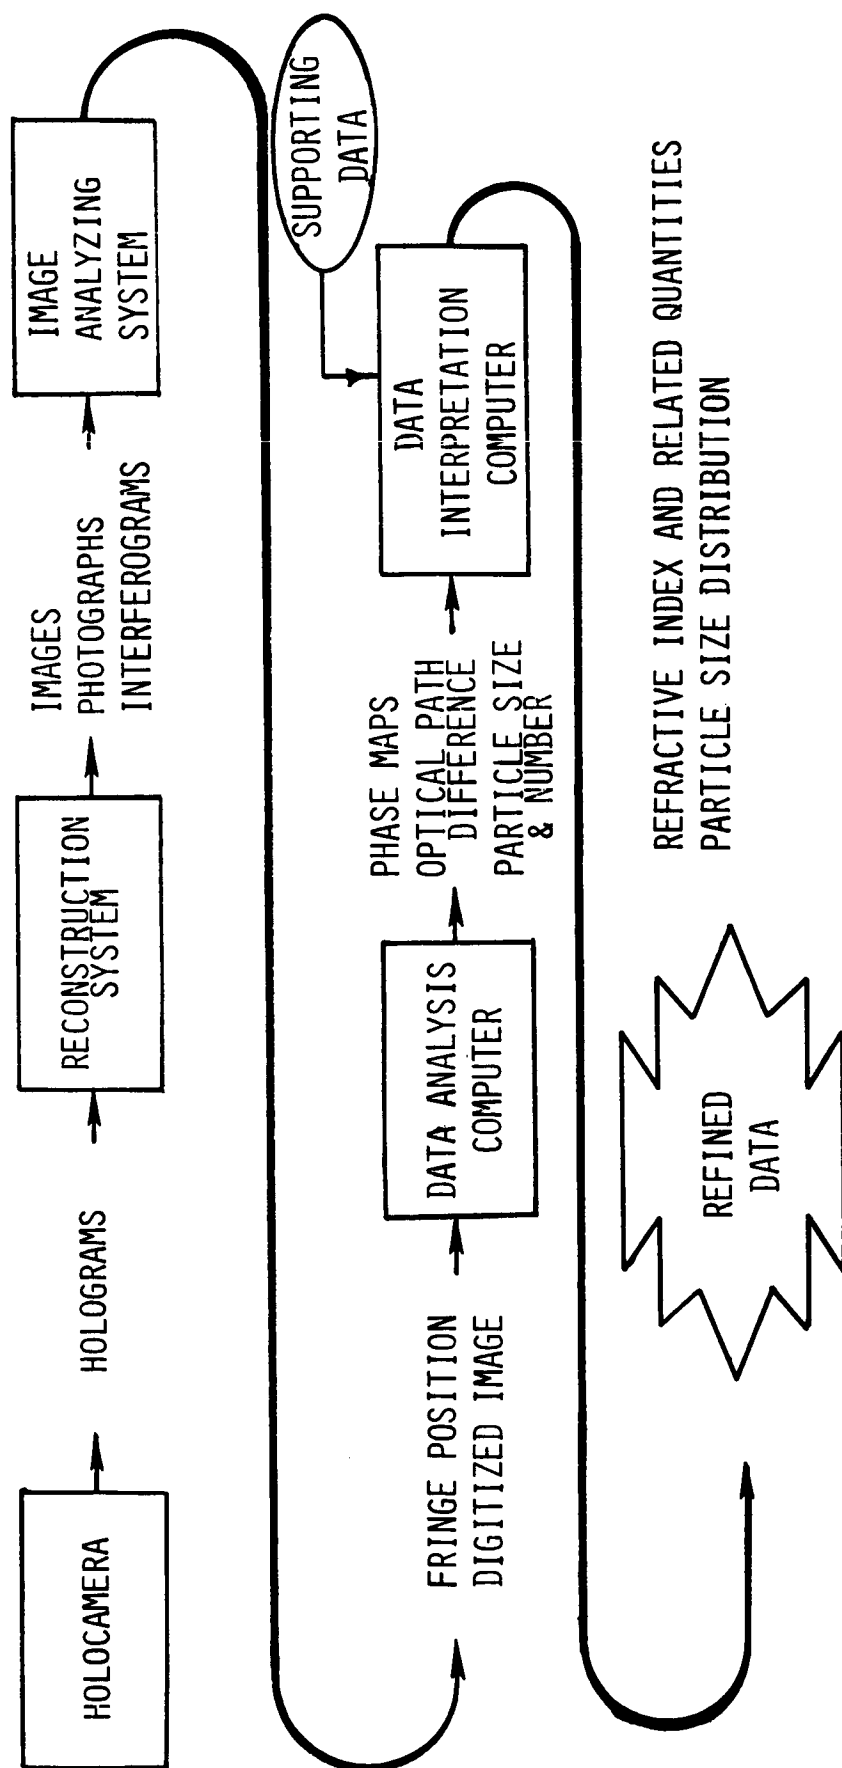 HOLOCAMERA
HOLOGRAMS
RECONSTRUCTION
SYSTEM
IMAGES
PHOTOGRAPHS
INTERFEROGRAMS
IMAGE
ANALYZING
SYSTEM
FRINGE POSITION
DIGITIZED IMAGE
DATA ANALYSIS
COMPUTER
PHASE MAPS
OPTICAL PATH
DIFFERENCE
PARTICLE SIZE
& NUMBER
DATA
INTERPRETATION
COMPUTER
SUPPORTING
DATA
REFINED
DATA
REFRACTIVE INDEX AND RELATED QUANTITIES
PARTICLE SIZE DISTRIBUTION